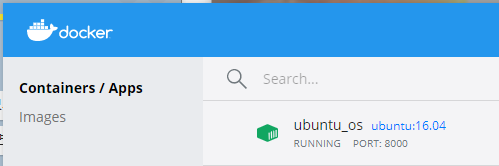 docker
Containers / Apps
Images
Search...
ubuntu_os ubuntu:16.04
RUNNING PORT: 8000